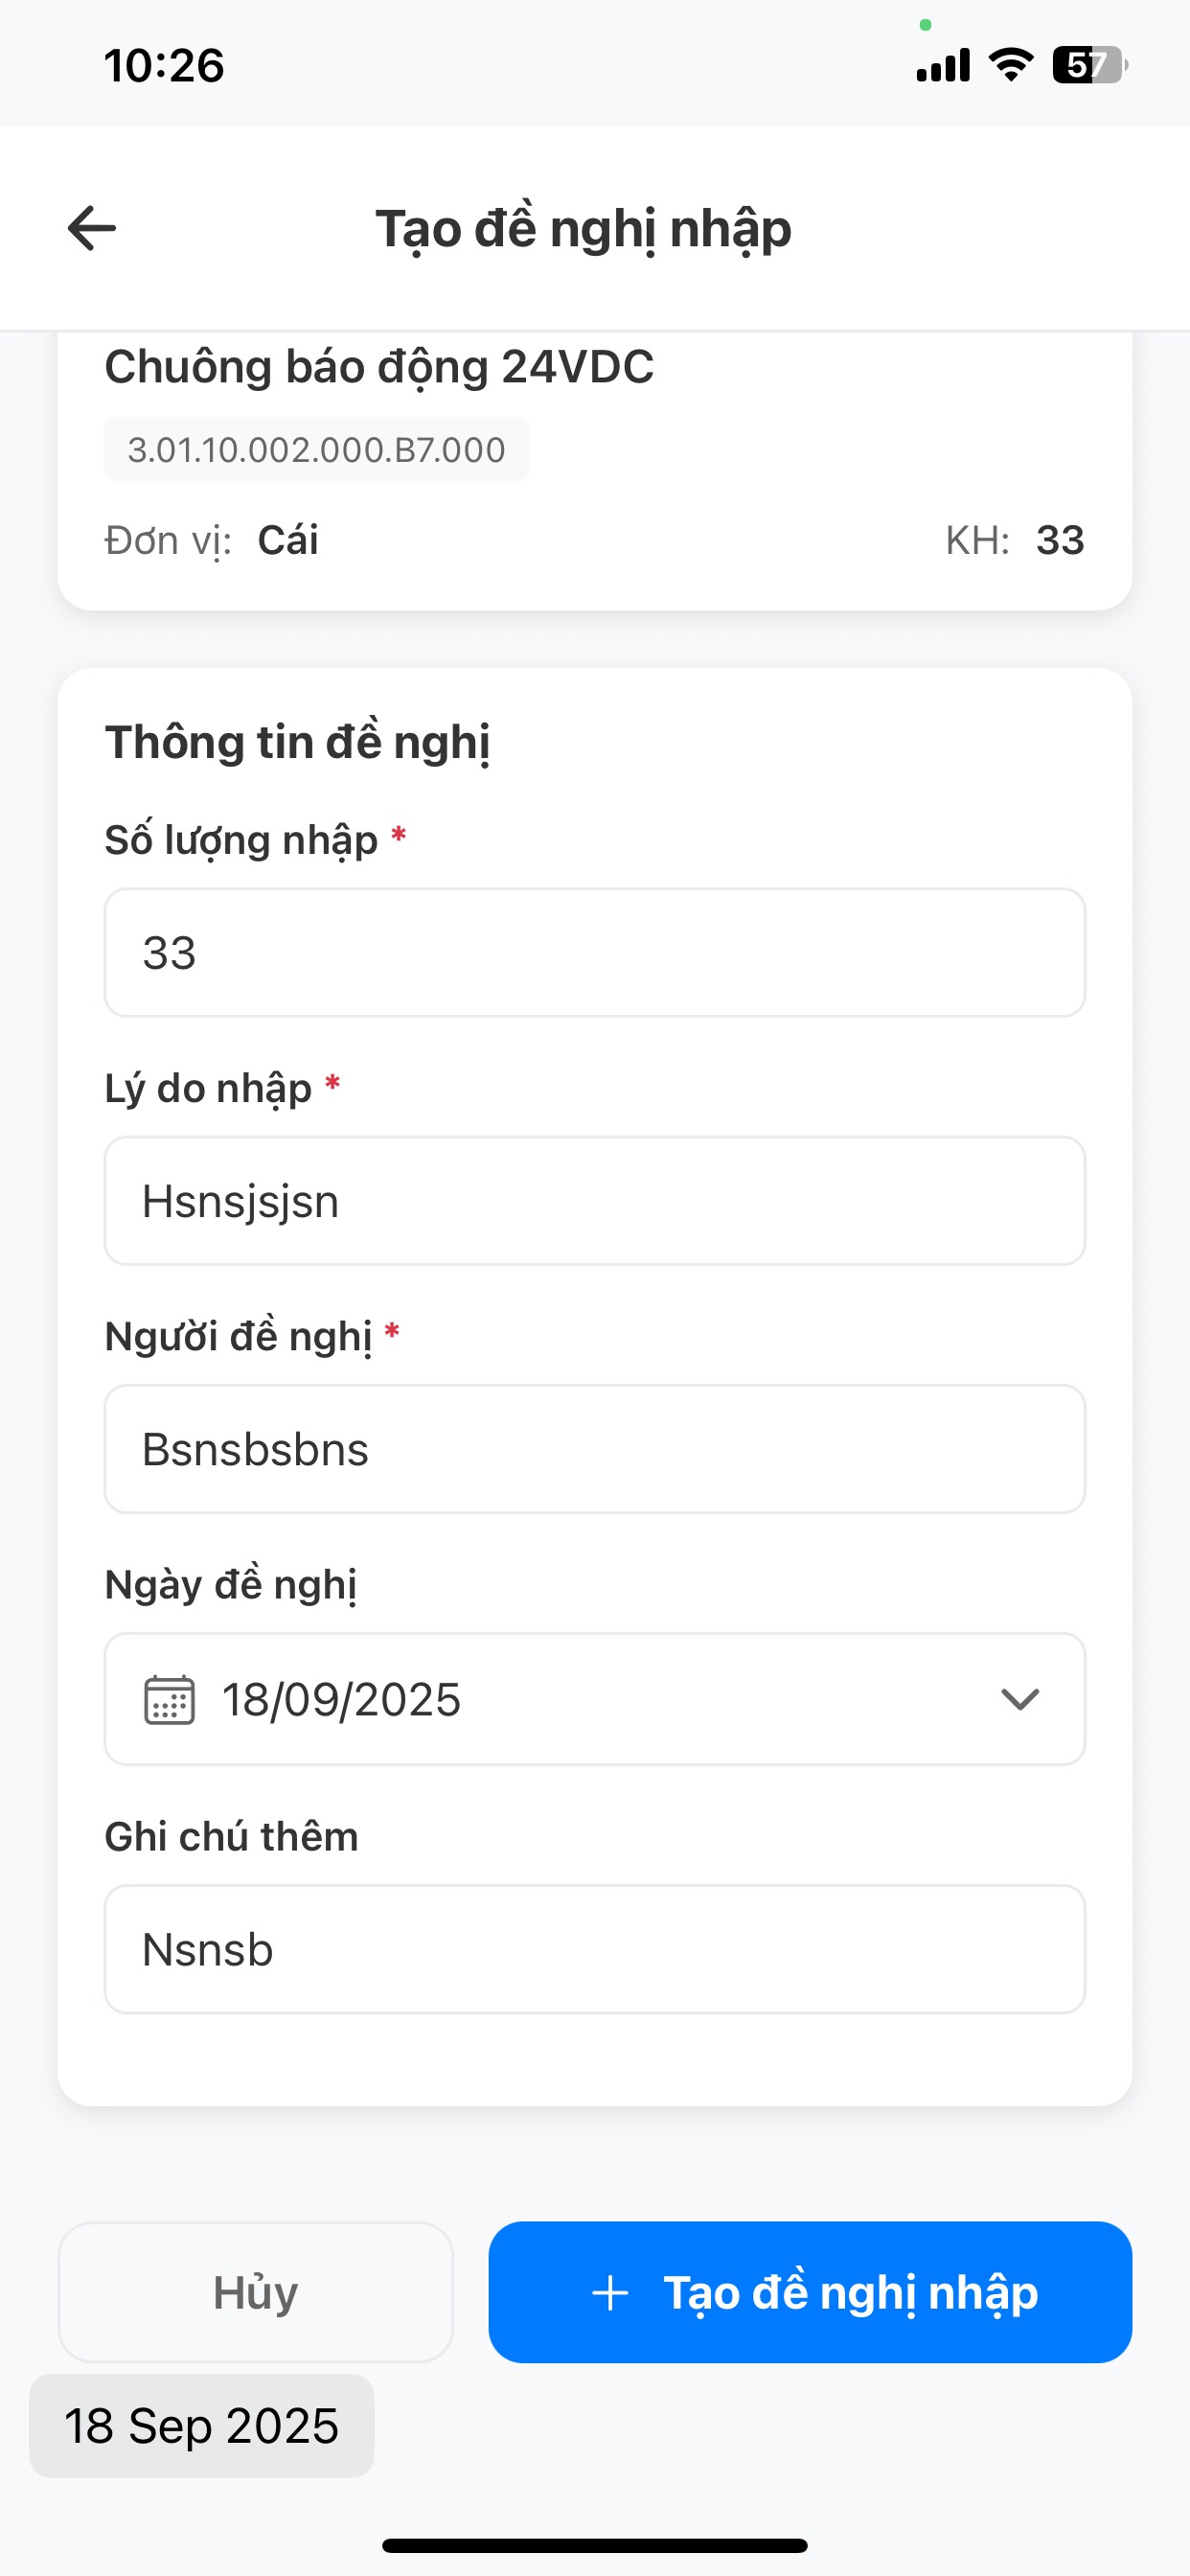 10:26
57
Tạo đề nghị nhập
Chuông báo động 24VDC
3.01.10.002.000.B7.000
Đơn vị: Cái KH: 33
Thông tin đề nghị
Số lượng nhập *
33
Lý do nhập *
Hsnsjsjsn
Người đề nghị *
Bsnsbsbns
Ngày đề nghị
18/09/2025
Ghi chú thêm
Nsnsb
Hủy + Tạo đề nghị nhập
18 Sep 2025